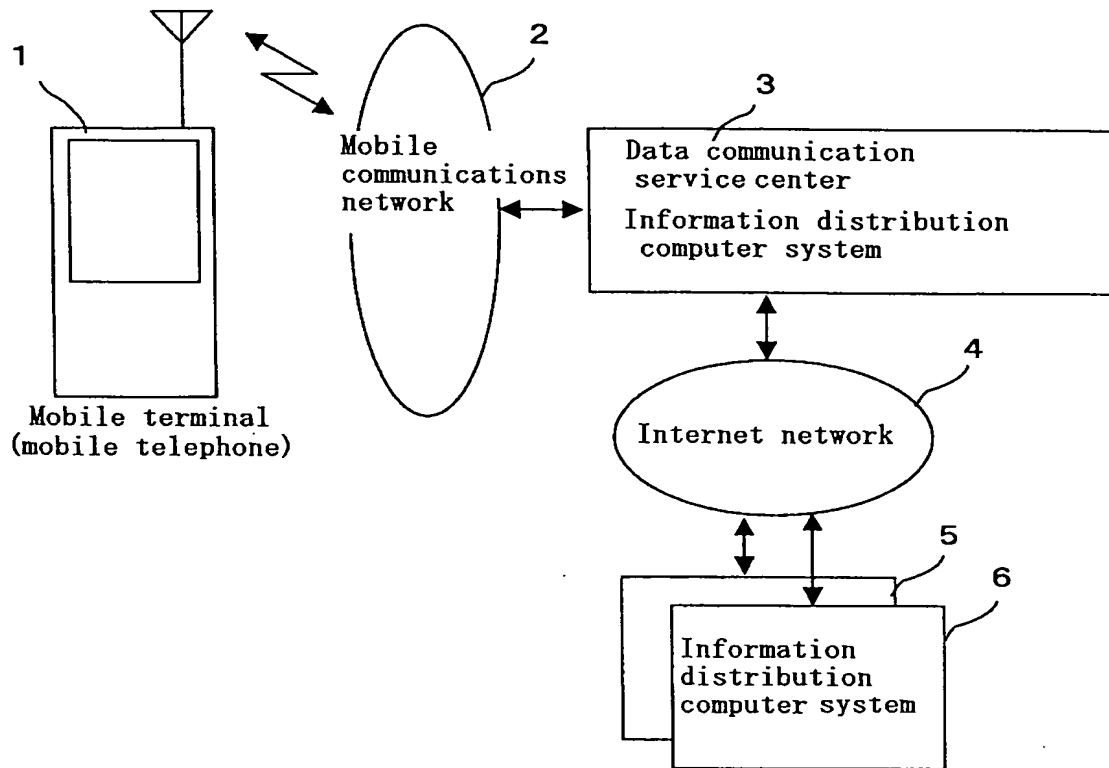 1
2
3
Mobile
communications
network
Data communication
service center
Information distribution
computer system
Mobile terminal
(mobile telephone)
4
Internet network
5
6
Information
distribution
computer system